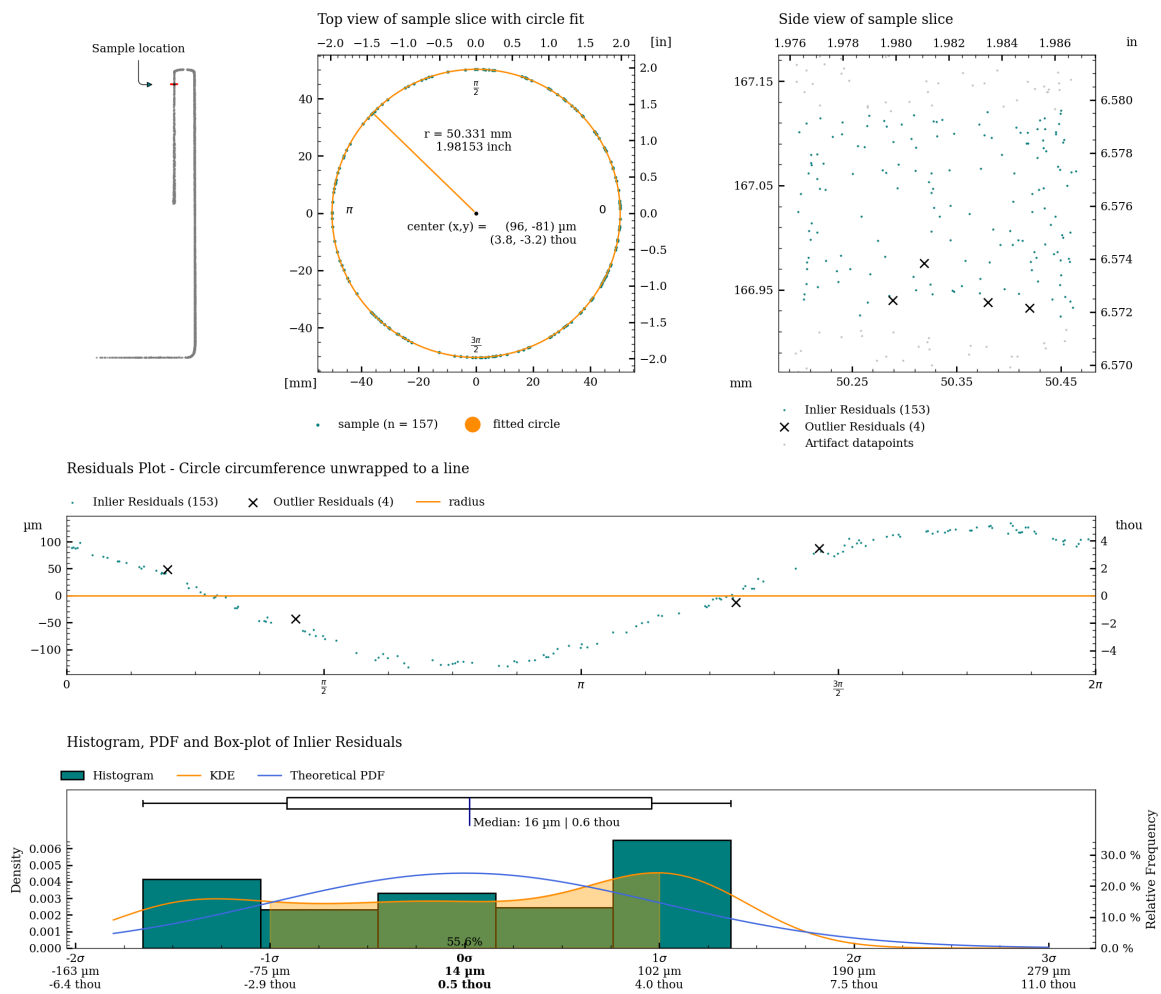 Sample location
Top view of sample slice with circle fit
−2.0 −1.5 −1.0 −0.5 0.0 0.5 1.0 1.5 2.0 [in]
40
20
0
−20
−40
2.0
1.5
1.0
0.5
0.0
−0.5
−1.0
−1.5
−2.0
π/2
r = 50.331 mm
1.98153 inch
π
0
center (x,y) = (96, -81) µm
(3.8, -3.2) thou
3π/2
[mm] −40 −20 0 20 40
sample (n = 157) fitted circle
Side view of sample slice
1.976 1.978 1.980 1.982 1.984 1.986 in
167.15
167.05
166.95
6.580
6.578
6.576
6.574
6.572
6.570
mm 50.25 50.35 50.45
Inlier Residuals (153)
Outlier Residuals (4)
Artifact datapoints
Residuals Plot - Circle circumference unwrapped to a line
Inlier Residuals (153) Outlier Residuals (4) radius
µm thou
100
50
0
−50
−100
4
2
0
−2
−4
0 π/2 π 3π/2 2π
Histogram, PDF and Box-plot of Inlier Residuals
Histogram KDE Theoretical PDF
Median: 16 µm | 0.6 thou
Density
0.006
0.005
0.004
0.003
0.002
0.001
0.000
Relative Frequency
30.0 %
20.0 %
10.0 %
0.0 %
55.6%
-2σ -1σ 0σ 1σ 2σ 3σ
-163 µm -75 µm 14 µm 102 µm 190 µm 279 µm
-6.4 thou -2.9 thou 0.5 thou 4.0 thou 7.5 thou 11.0 thou